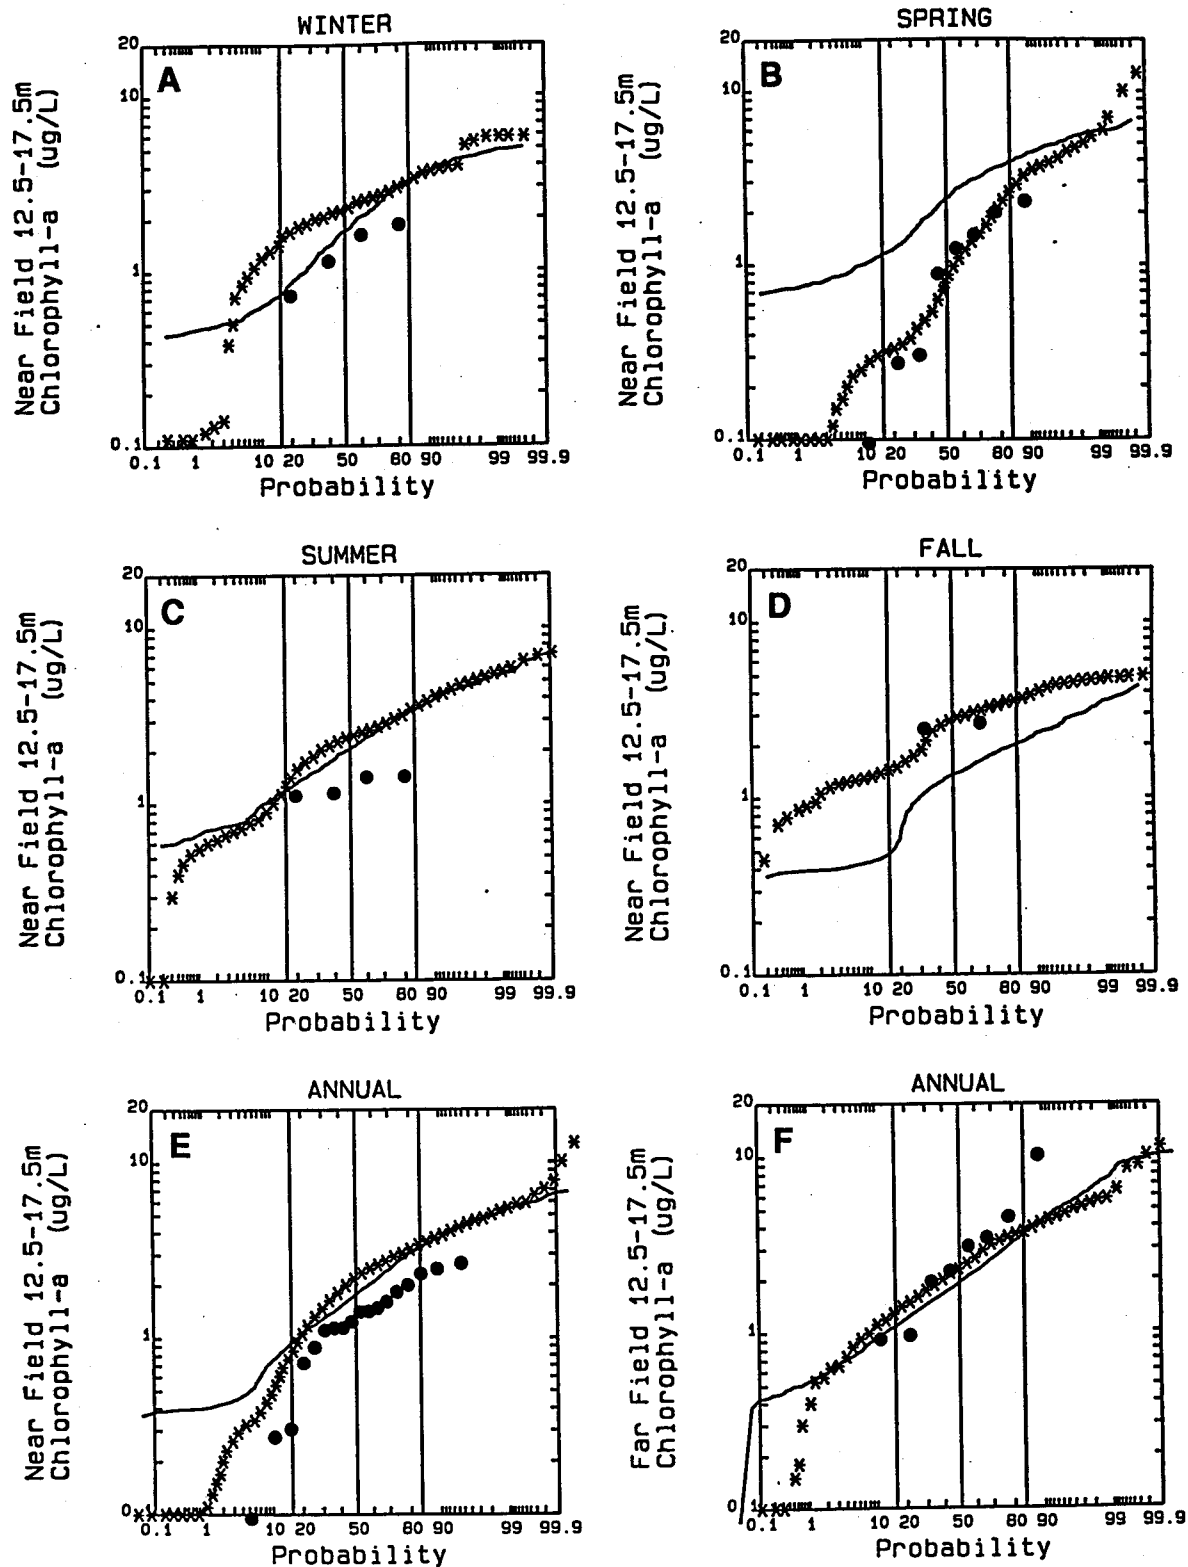 WINTER
A
20
10
1
0.1
Near Field 12.5-17.5m
Chlorophyll-a (ug/L)
0.1 1 10 20 50 80 90 99 99.9
Probability
SPRING
B
20
10
1
0.1
Near Field 12.5-17.5m
Chlorophyll-a (ug/L)
0.1 1 10 20 50 80 90 99 99.9
Probability
SUMMER
C
20
10
1
0.1
Near Field 12.5-17.5m
Chlorophyll-a (ug/L)
0.1 1 10 20 50 80 90 99 99.9
Probability
FALL
D
20
10
1
0.1
Near Field 12.5-17.5m
Chlorophyll-a (ug/L)
0.1 1 10 20 50 80 90 99 99.9
Probability
ANNUAL
E
20
10
1
0
Near Field 12.5-17.5m
Chlorophyll-a (ug/L)
0.1 1 10 20 50 80 90 99 99.9
Probability
ANNUAL
F
20
10
1
0.1
Far Field 12.5-17.5m
Chlorophyll-a (ug/L)
0.1 1 10 20 50 80 90 99 99.9
Probability